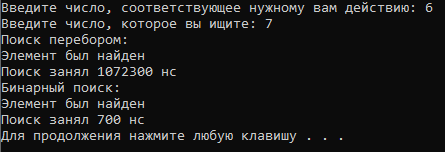 Введите число, соответствующее нужному вам действию: 6
Введите число, которое вы ищите: 7
Поиск перебором:
Элемент был найден
Поиск занял 1072300 нс
Бинарный поиск:
Элемент был найден
Поиск занял 700 нс
Для продолжения нажмите любую клавишу . . .